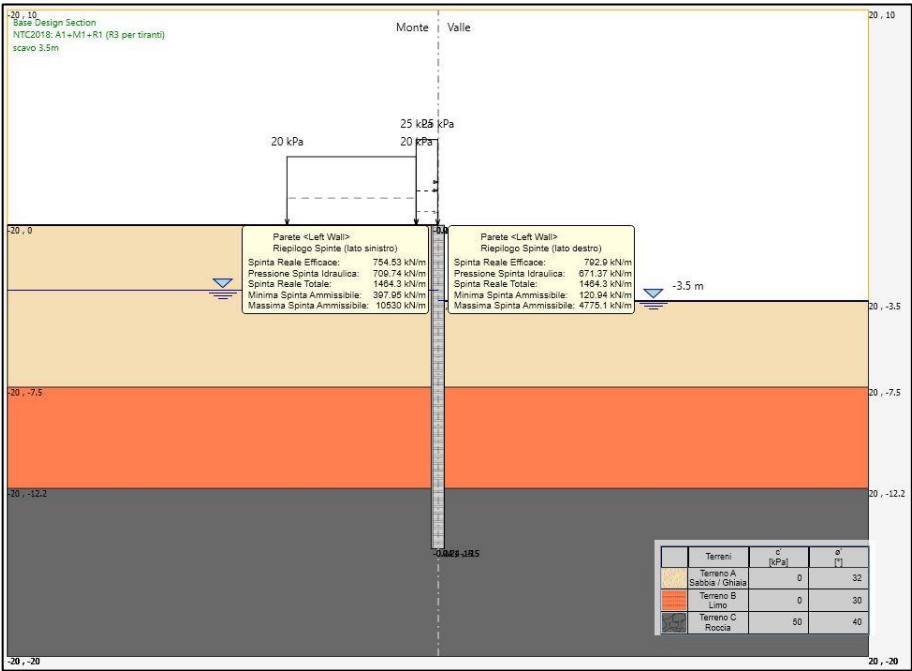 -20 , 10
20 , 10
Base Design Section
NTC2018: A1+M1+R1 (R3 per tiranti)
scavo 3.5m
Monte
Valle
25 kPa
kPa
20 kPa
20 kPa
-20 , 0
Parete <Left Wall>
Riepilogo Spinte (lato sinistro)
Spinta Reale Efficace: 754.53 kN/m
Pressione Spinta Idraulica: 709.74 kN/m
Spinta Reale Totale: 1464.3 kN/m
Minima Spinta Ammissibile: 397.95 kN/m
Massima Spinta Ammissibile: 10530 kN/m
Parete <Left Wall>
Riepilogo Spinte (lato destro)
Spinta Reale Efficace: 792.9 kN/m
Pressione Spinta Idraulica: 671.37 kN/m
Spinta Reale Totale: 1464.3 kN/m
Minima Spinta Ammissibile: 120.94 kN/m
Massima Spinta Ammissibile: 4775.1 kN/m
-3.5 m
20 , -3.5
-20 , -7.5
20 , -7.5
-20 , -12.2
20 , -12.2
Terreni c' [kPa] ø' [°]
Terreno A
Sabbia / Ghiaia 0 32
Terreno B
Limo 0 30
Terreno C
Roccia 50 40
-20 , -20
20 , -20